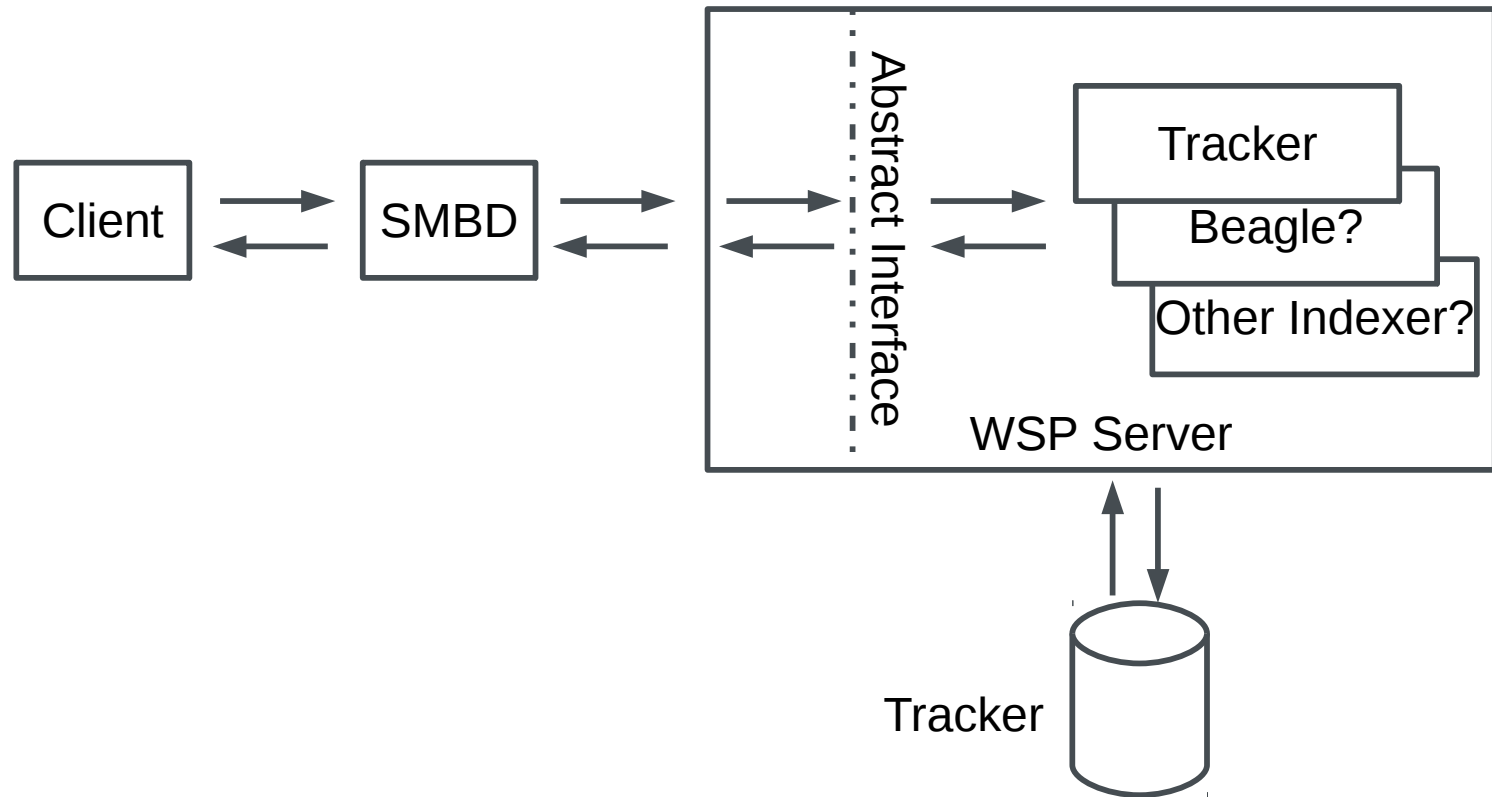 Client
SMBD
Abstract Interface
Tracker
Beagle?
Other Indexer?
WSP Server
Tracker